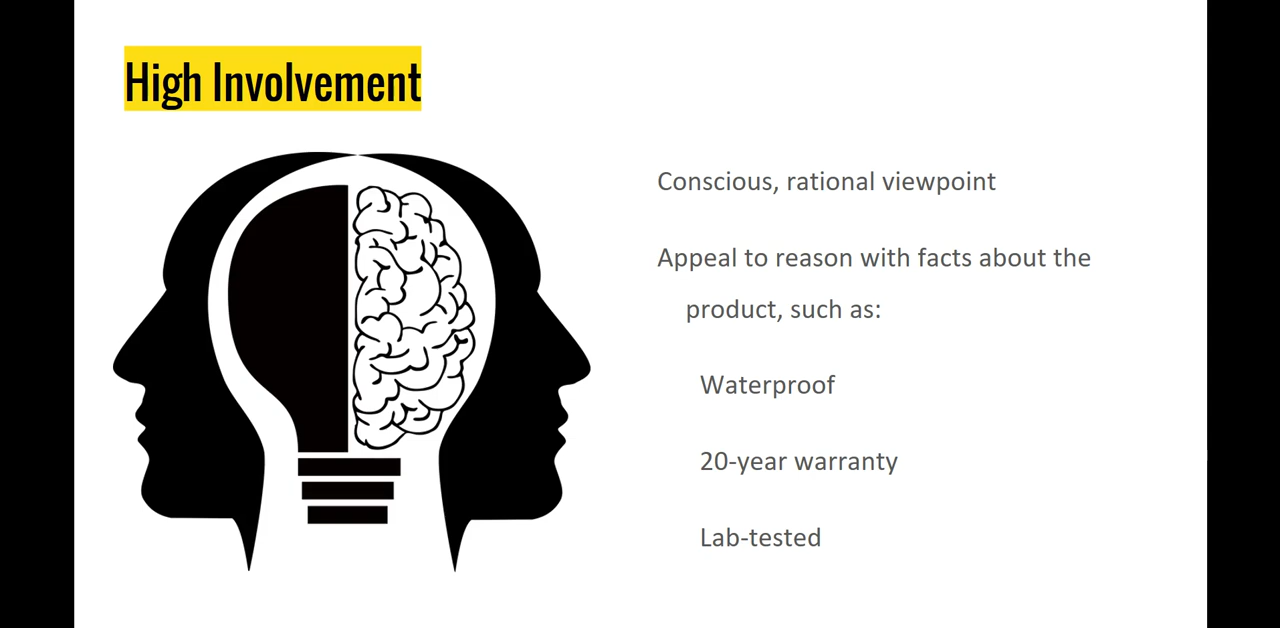 High Involvement
Conscious, rational viewpoint
Appeal to reason with facts about the
product, such as:
Waterproof
20-year warranty
Lab-tested